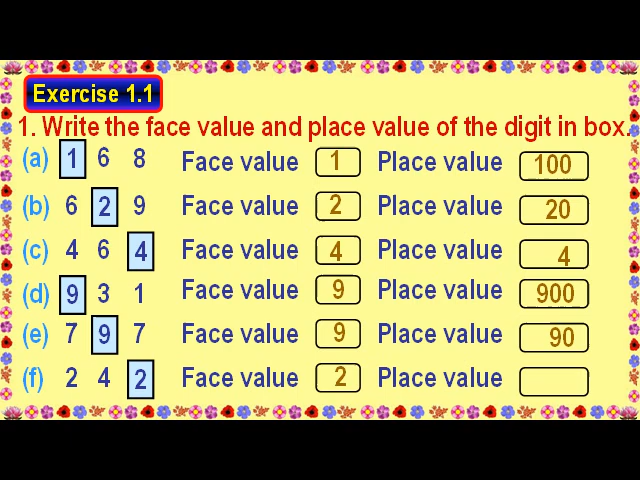 Exercise 1.1
1. Write the face value and place value of the digit in box.
(a) 1 6 8 Face value 1 Place value 100
(b) 6 2 9 Face value 2 Place value 20
(c) 4 6 4 Face value 4 Place value 4
(d) 9 3 1 Face value 9 Place value 900
(e) 7 9 7 Face value 9 Place value 90
(f) 2 4 2 Face value 2 Place value